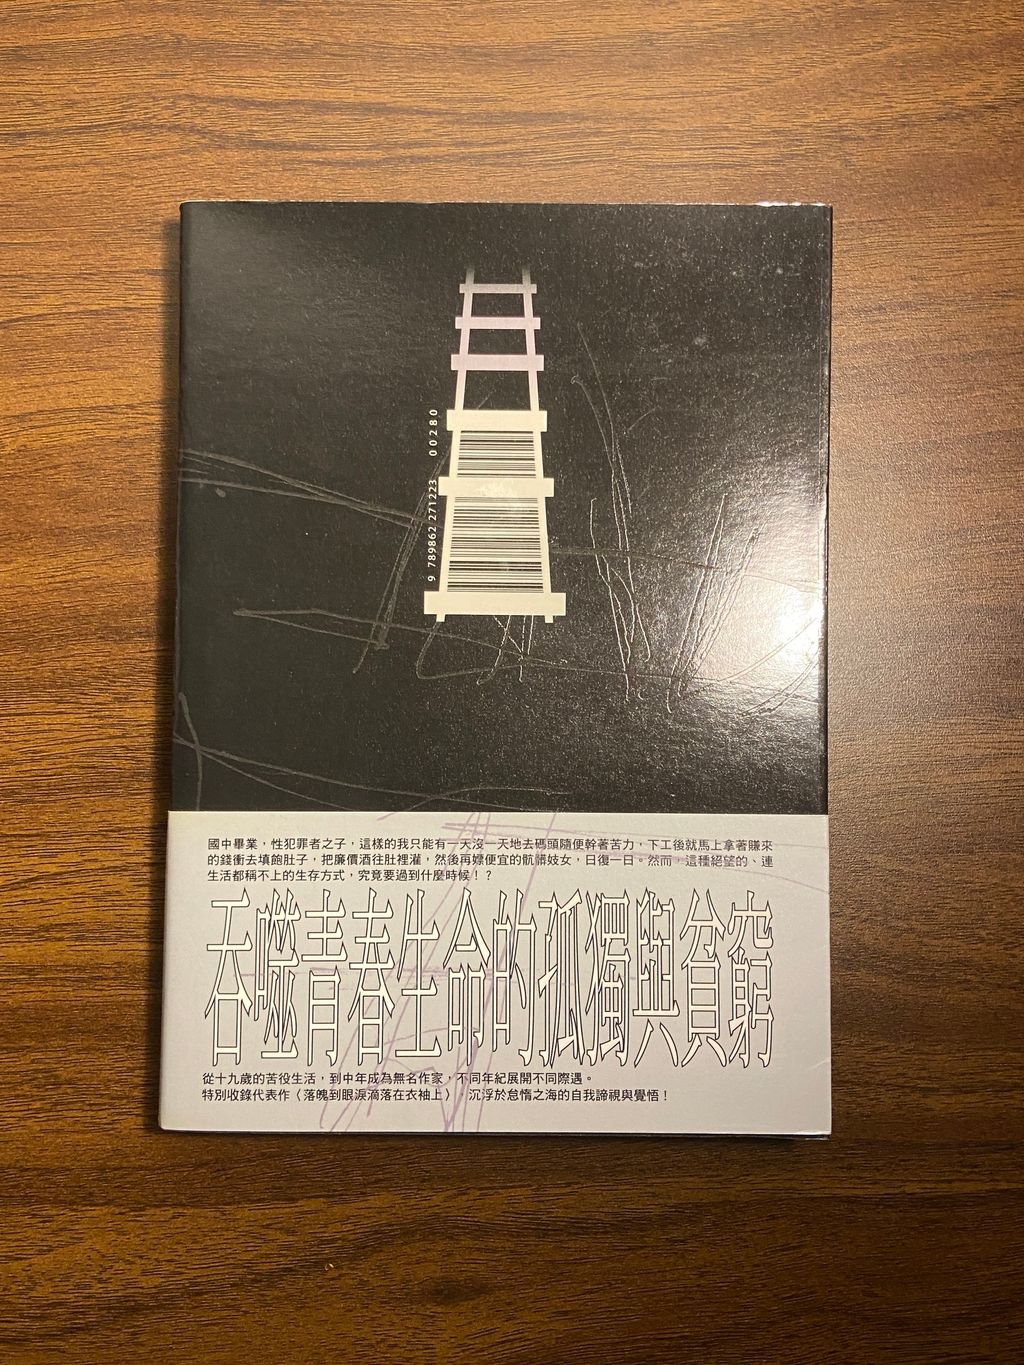 9 789862 271223 00280
國中畢業，性犯罪者之子，這樣的我只能有一天沒一天地去碼頭隨便幹著苦力，下工後就馬上拿著賺來
的錢衝去填飽肚子，把廉價酒往肚裡灌，然後再嫖便宜的骯髒妓女，日復一日。然而，這種絕望的、連
生活都稱不上的生存方式，究竟要過到什麼時候！？
吞噬青春生命的孤獨與貧窮
從十九歲的苦役生活，到中年成為無名作家，不同年紀展開不同際遇。
特別收錄代表作〈落魄到眼淚滴落在衣袖上〉，沉浮於怠惰之海的自我諦視與覺悟！